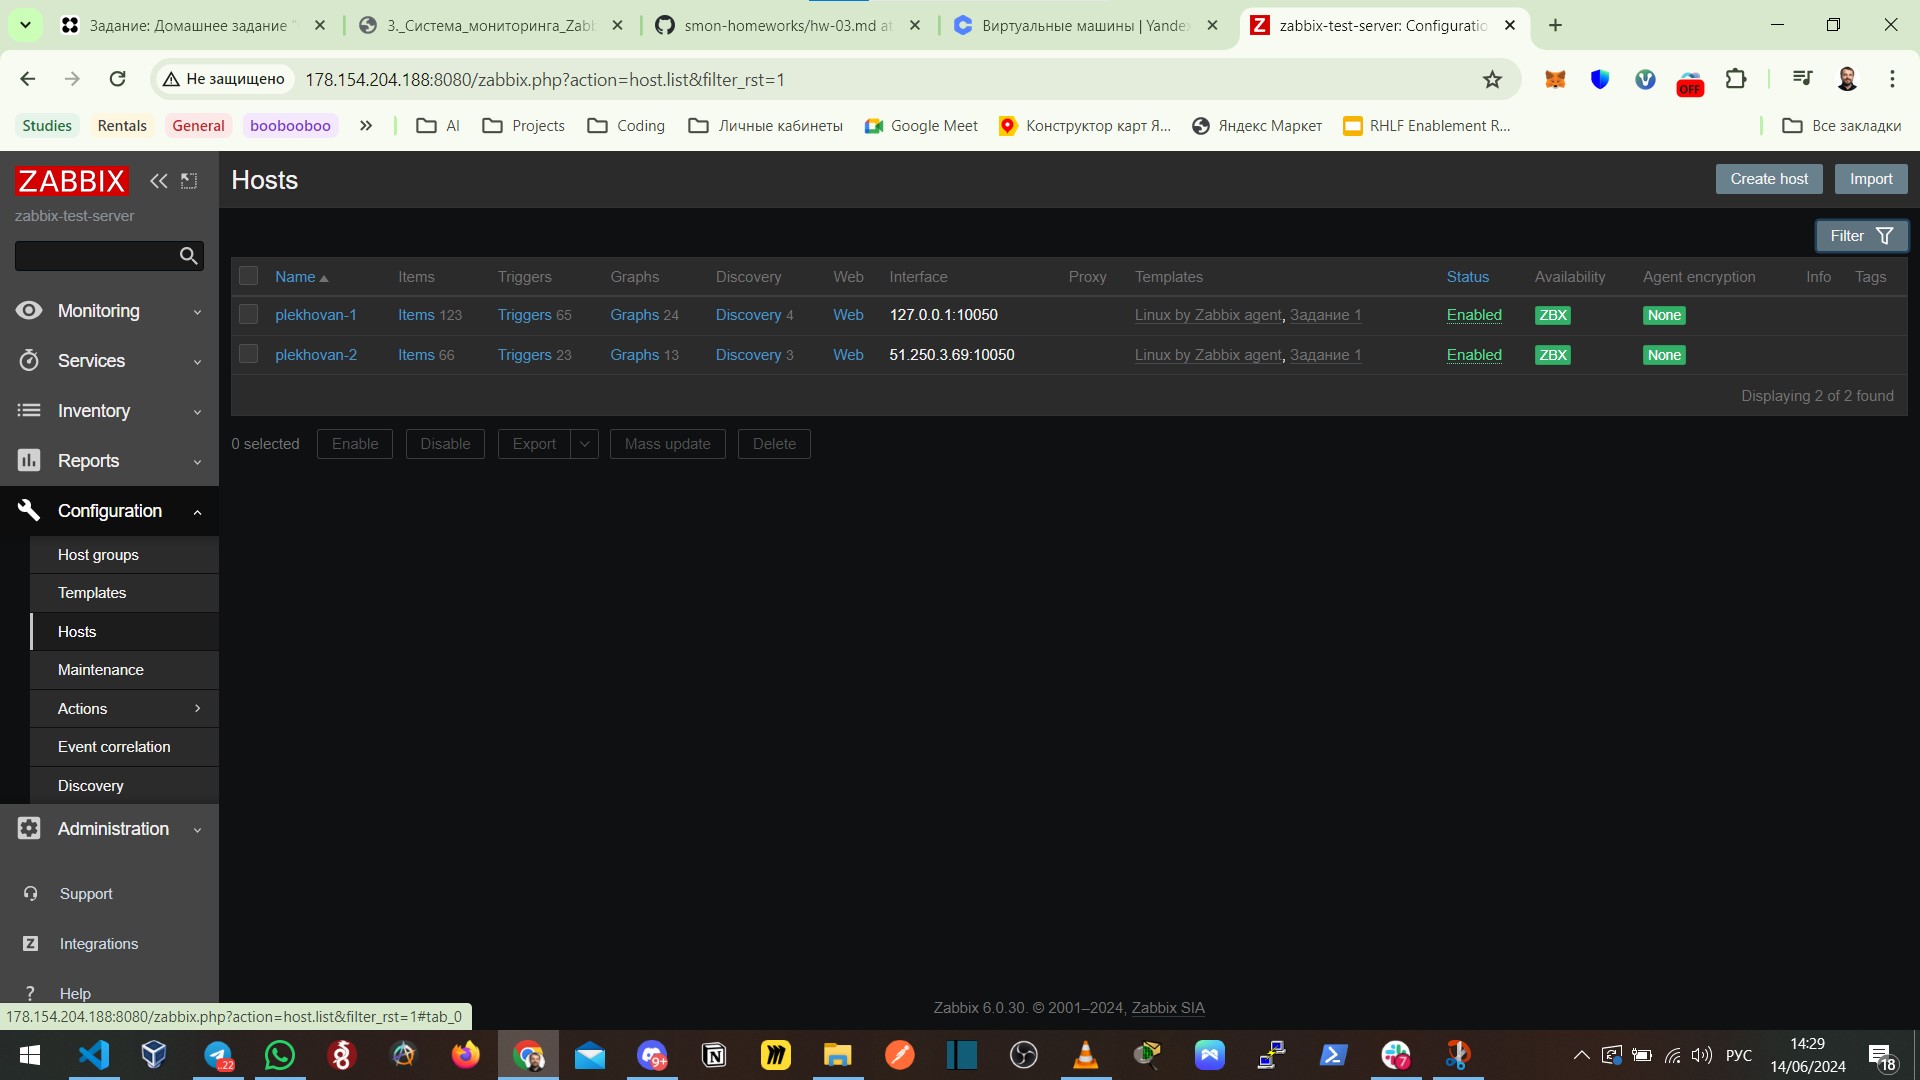 Задание: Домашнее задание "
3._Система_мониторинга_Zabb
smon-homeworks/hw-03.md at
Виртуальные машины | Yandex
zabbix-test-server: Configuratio
Не защищено
178.154.204.188:8080/zabbix.php?action=host.list&filter_rst=1
OFF
Studies
Rentals
General
boobooboo
AI
Projects
Coding
Личные кабинеты
Google Meet
Конструктор карт Я...
Яндекс Маркет
RHLF Enablement R...
Все закладки
ZABBIX
zabbix-test-server
Hosts
Create host
Import
Filter
Name Items Triggers Graphs Discovery Web Interface Proxy Templates Status Availability Agent encryption Info Tags
plekhovan-1 Items 123 Triggers 65 Graphs 24 Discovery 4 Web 127.0.0.1:10050 Linux by Zabbix agent, Задание 1 Enabled ZBX None
plekhovan-2 Items 66 Triggers 23 Graphs 13 Discovery 3 Web 51.250.3.69:10050 Linux by Zabbix agent, Задание 1 Enabled ZBX None
Displaying 2 of 2 found
0 selected
Enable
Disable
Export
Mass update
Delete
Monitoring
Services
Inventory
Reports
Configuration
Host groups
Templates
Hosts
Maintenance
Actions
Event correlation
Discovery
Administration
Support
Integrations
Help
Zabbix 6.0.30. © 2001–2024, Zabbix SIA
178.154.204.188:8080/zabbix.php?action=host.list&filter_rst=1#tab_0
22
9+
7
РУС
14:29
14/06/2024
18